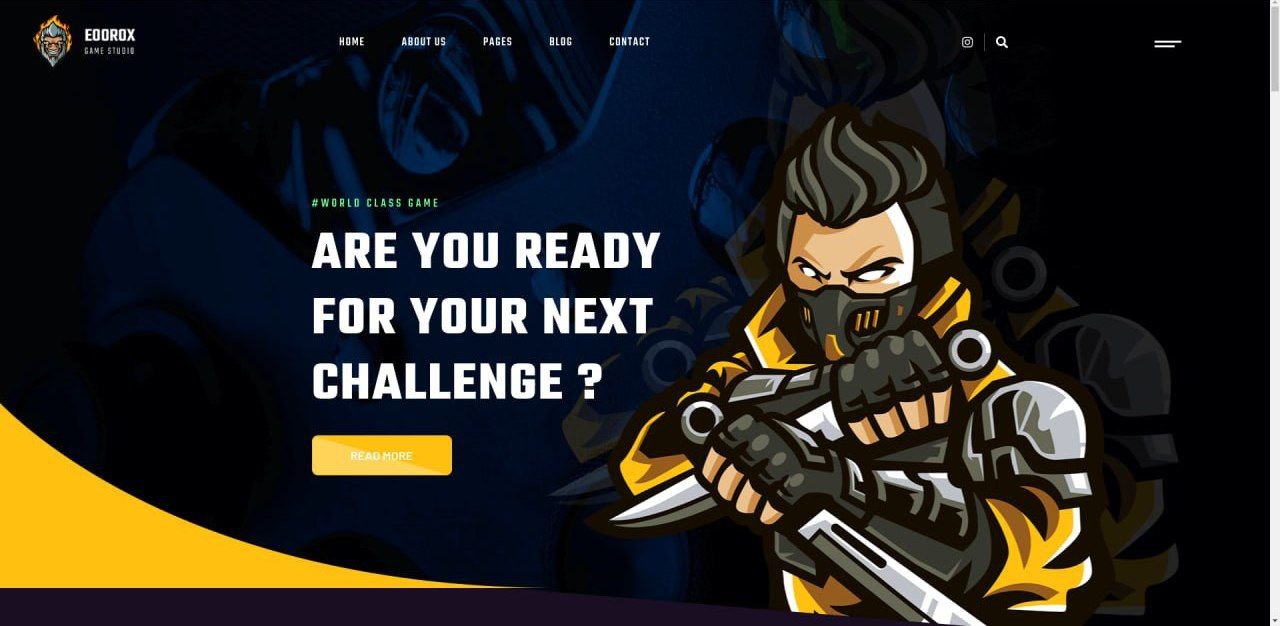 EOOROX
GAME STUDIO
HOME ABOUT US PAGES BLOG CONTACT
#WORLD CLASS GAME
ARE YOU READY
FOR YOUR NEXT
CHALLENGE ?
READ MORE